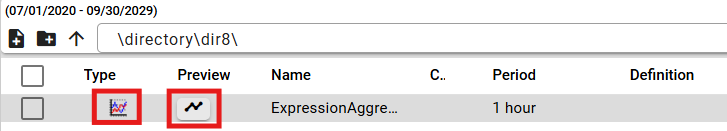 (07/01/2020 - 09/30/2029)
\directory\dir8\
Type Preview Name C.. Period Definition
ExpressionAggre... 1 hour